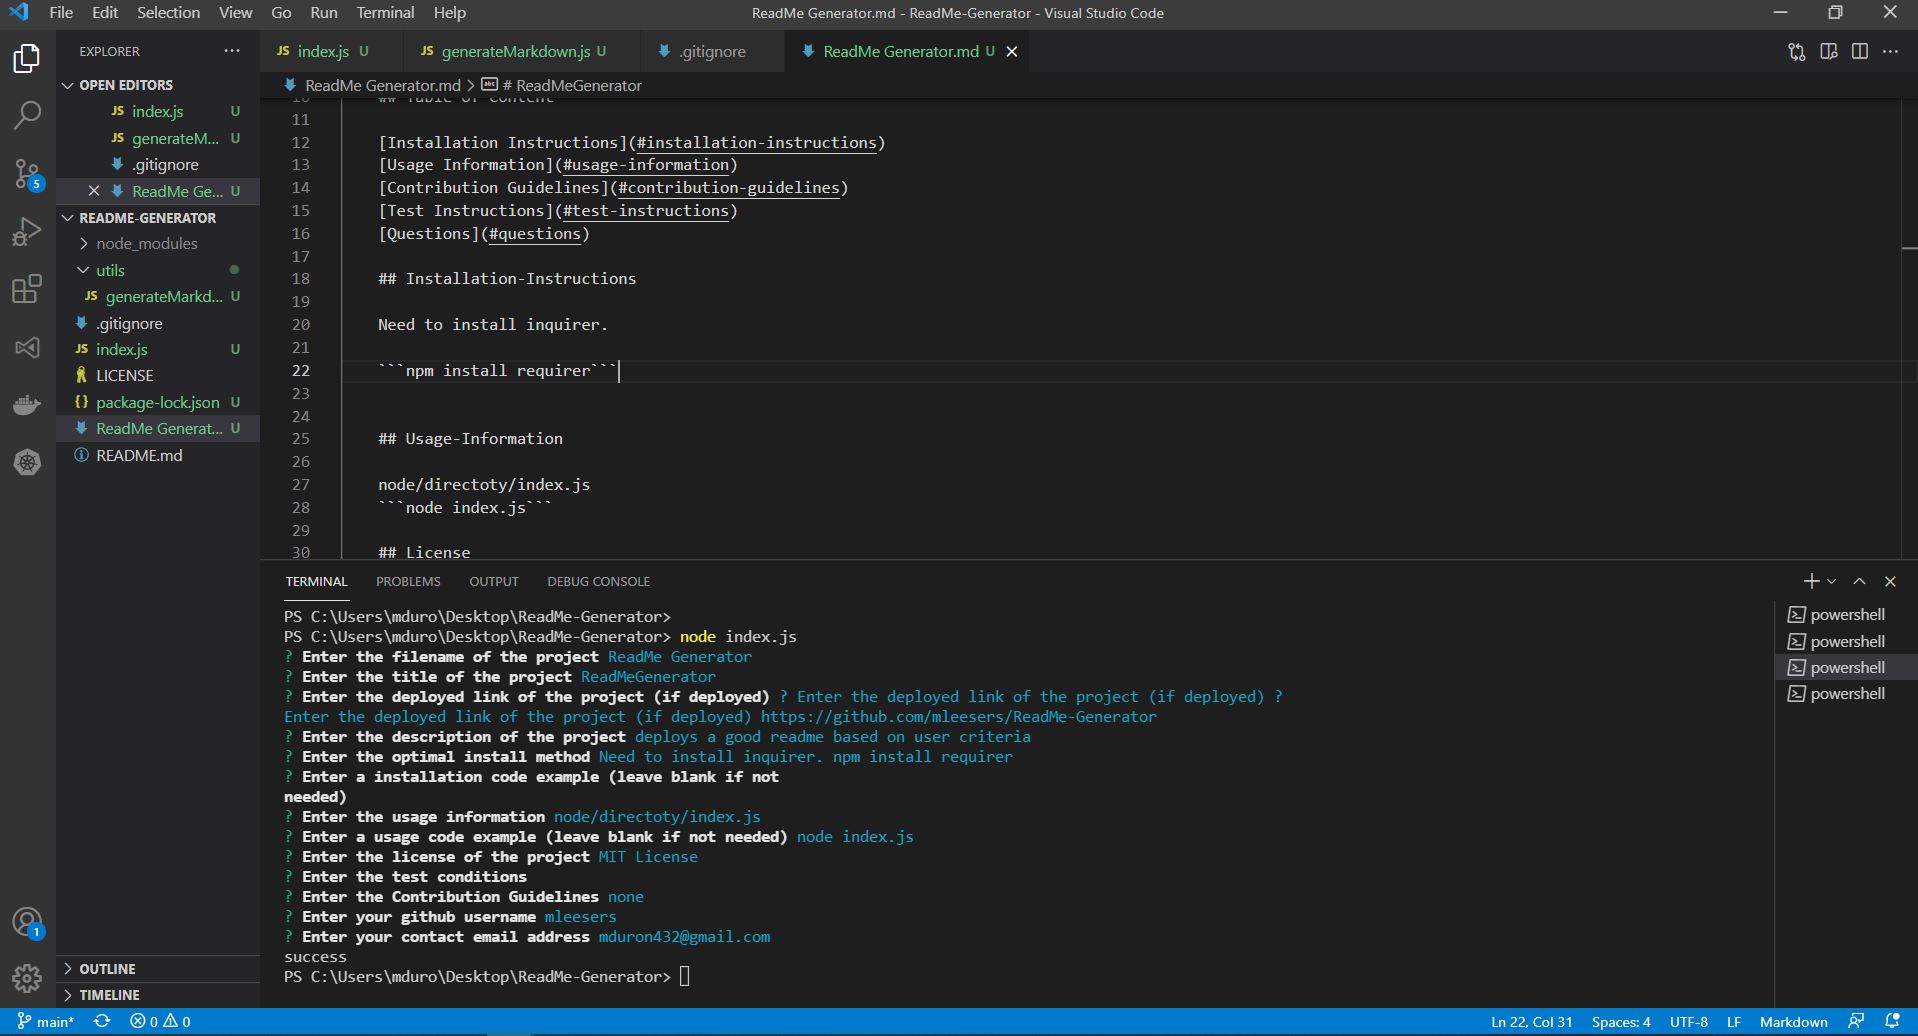 File Edit Selection View Go Run Terminal Help
ReadMe Generator.md - ReadMe-Generator - Visual Studio Code
EXPLORER
JS index.js U
JS generateMarkdown.js U
.gitignore
ReadMe Generator.md U
OPEN EDITORS
JS index.js U
JS generateM... U
.gitignore
ReadMe Ge... U
README-GENERATOR
node_modules
utils
JS generateMarkd... U
.gitignore
JS index.js U
LICENSE
{} package-lock.json U
ReadMe Generat... U
README.md
OUTLINE
TIMELINE
5
1
ReadMe Generator.md > abc # ReadMeGenerator
10 ## Table of Content
11
12 [Installation Instructions](#installation-instructions)
13 [Usage Information](#usage-information)
14 [Contribution Guidelines](#contribution-guidelines)
15 [Test Instructions](#test-instructions)
16 [Questions](#questions)
17
18 ## Installation-Instructions
19
20 Need to install inquirer.
21
22 ```npm install requirer```
23
24
25 ## Usage-Information
26
27 node/directoty/index.js
28 ```node index.js```
29
30 ## License
TERMINAL PROBLEMS OUTPUT DEBUG CONSOLE
PS C:\Users\mduro\Desktop\ReadMe-Generator>
PS C:\Users\mduro\Desktop\ReadMe-Generator> node index.js
? Enter the filename of the project ReadMe Generator
? Enter the title of the project ReadMeGenerator
? Enter the deployed link of the project (if deployed) ? Enter the deployed link of the project (if deployed) ?
Enter the deployed link of the project (if deployed) https://github.com/mleesers/ReadMe-Generator
? Enter the description of the project deploys a good readme based on user criteria
? Enter the optimal install method Need to install inquirer. npm install requirer
? Enter a installation code example (leave blank if not
needed)
? Enter the usage information node/directoty/index.js
? Enter a usage code example (leave blank if not needed) node index.js
? Enter the license of the project MIT License
? Enter the test conditions
? Enter the Contribution Guidelines none
? Enter your github username mleesers
? Enter your contact email address mduron432@gmail.com
success
PS C:\Users\mduro\Desktop\ReadMe-Generator>
powershell
powershell
powershell
powershell
main* 0 0
Ln 22, Col 31 Spaces: 4 UTF-8 LF Markdown